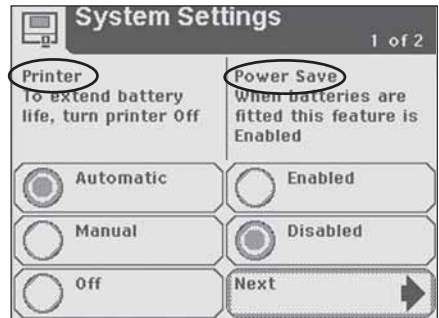 System Settings
1 of 2
Printer
To extend battery
life, turn printer Off
Power Save
When batteries are
fitted this feature is
Enabled
Automatic
Enabled
Manual
Disabled
Off
Next